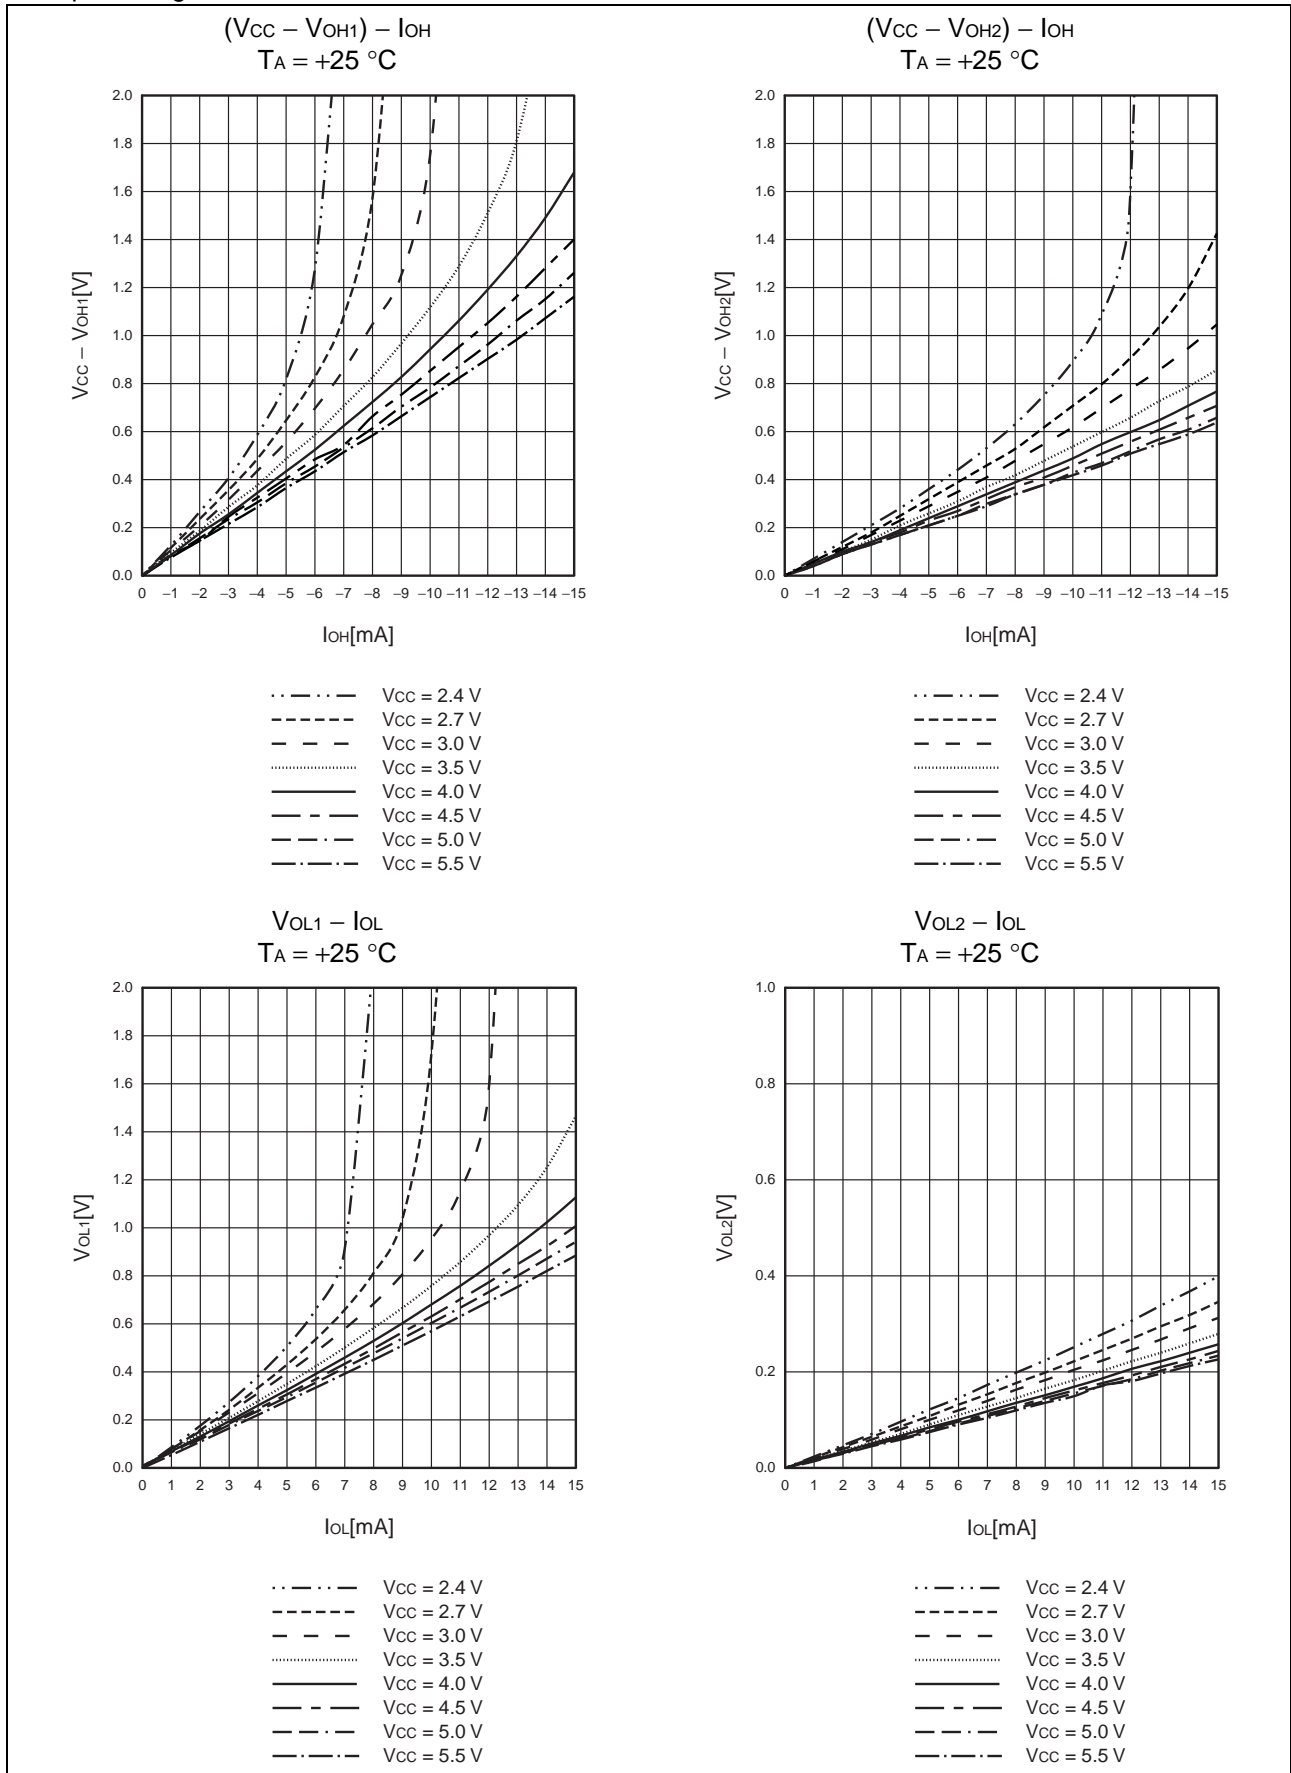 (VCC – VOH1) – IOH
TA = +25 °C
2.0
1.8
1.6
1.4
1.2
1.0
0.8
0.6
0.4
0.2
0.0
VCC – VOH1[V]
0 –1 –2 –3 –4 –5 –6 –7 –8 –9 –10 –11 –12 –13 –14 –15
IOH[mA]
VCC = 2.4 V
VCC = 2.7 V
VCC = 3.0 V
VCC = 3.5 V
VCC = 4.0 V
VCC = 4.5 V
VCC = 5.0 V
VCC = 5.5 V
(VCC – VOH2) – IOH
TA = +25 °C
2.0
1.8
1.6
1.4
1.2
1.0
0.8
0.6
0.4
0.2
0.0
VCC – VOH2[V]
0 –1 –2 –3 –4 –5 –6 –7 –8 –9 –10 –11 –12 –13 –14 –15
IOH[mA]
VCC = 2.4 V
VCC = 2.7 V
VCC = 3.0 V
VCC = 3.5 V
VCC = 4.0 V
VCC = 4.5 V
VCC = 5.0 V
VCC = 5.5 V
VOL1 – IOL
TA = +25 °C
2.0
1.8
1.6
1.4
1.2
1.0
0.8
0.6
0.4
0.2
0.0
VOL1[V]
0 1 2 3 4 5 6 7 8 9 10 11 12 13 14 15
IOL[mA]
VCC = 2.4 V
VCC = 2.7 V
VCC = 3.0 V
VCC = 3.5 V
VCC = 4.0 V
VCC = 4.5 V
VCC = 5.0 V
VCC = 5.5 V
VOL2 – IOL
TA = +25 °C
1.0
0.8
0.6
0.4
0.2
0.0
VOL2[V]
0 1 2 3 4 5 6 7 8 9 10 11 12 13 14 15
IOL[mA]
VCC = 2.4 V
VCC = 2.7 V
VCC = 3.0 V
VCC = 3.5 V
VCC = 4.0 V
VCC = 4.5 V
VCC = 5.0 V
VCC = 5.5 V